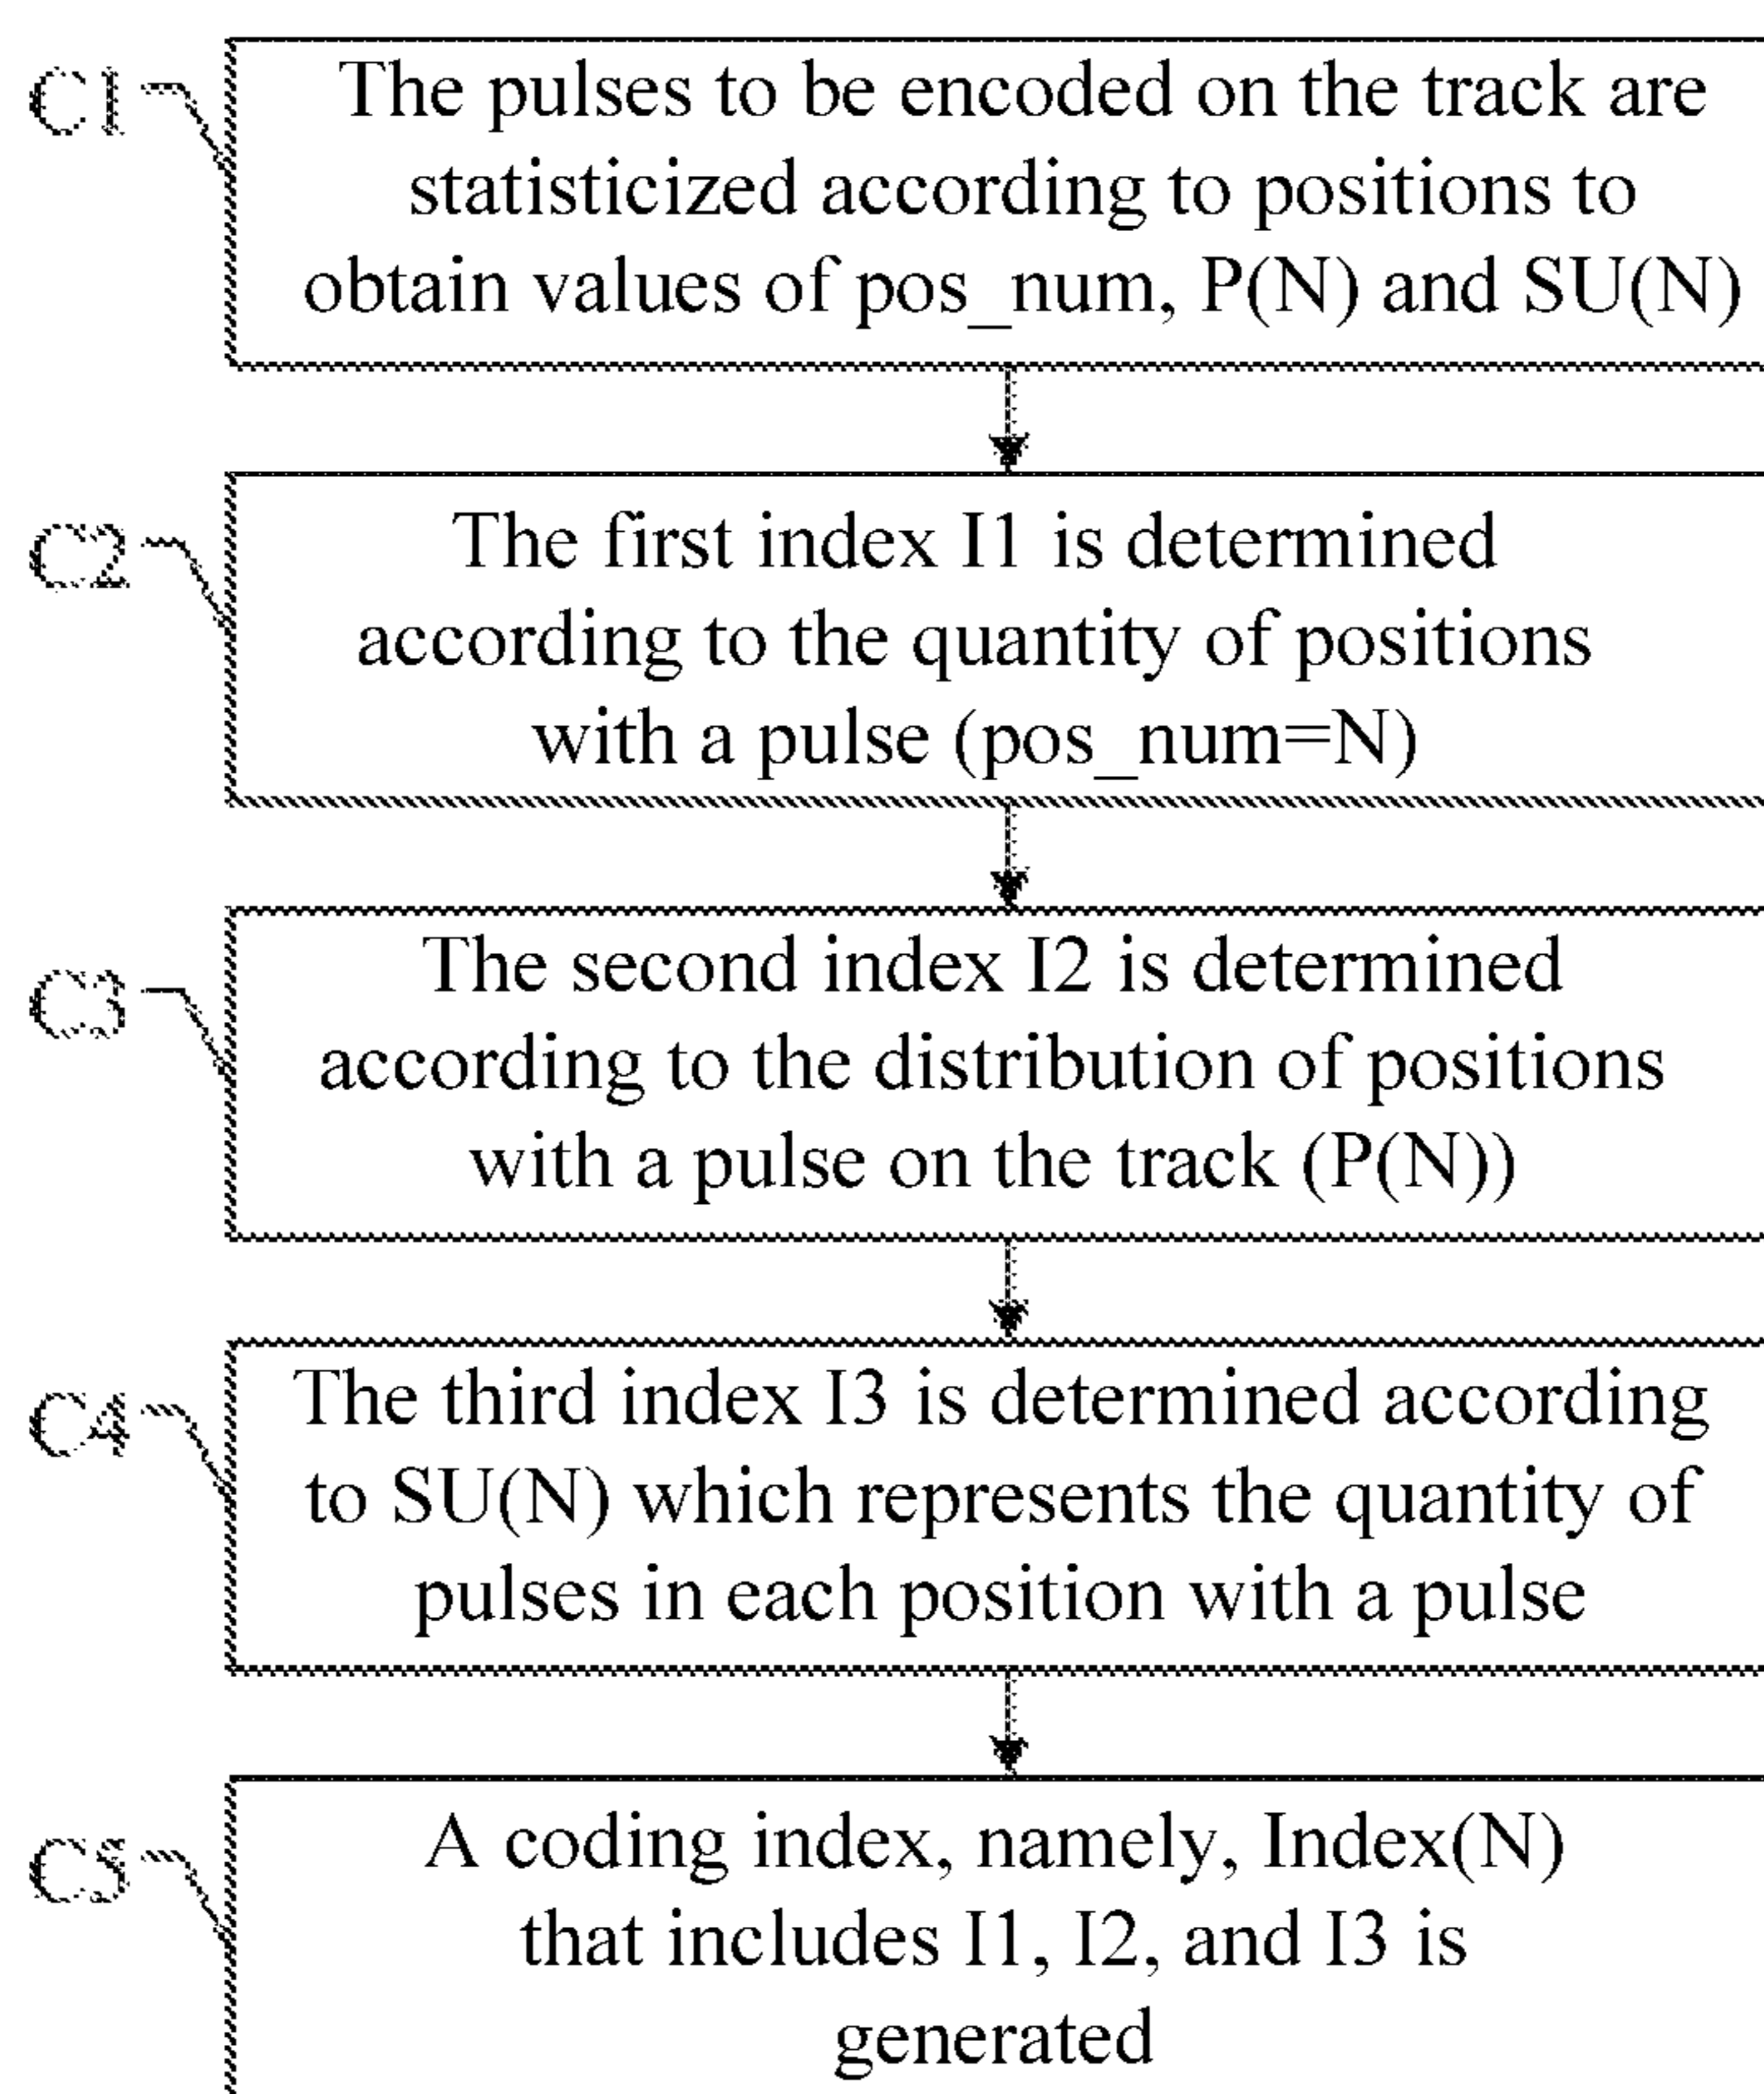 C1
The pulses to be encoded on the track are
statisticized according to positions to
obtain values of pos_num, P(N) and SU(N)
C2
The first index I1 is determined
according to the quantity of positions
with a pulse (pos_num=N)
C3
The second index I2 is determined
according to the distribution of positions
with a pulse on the track (P(N))
C4
The third index I3 is determined according
to SU(N) which represents the quantity of
pulses in each position with a pulse
C5
A coding index, namely, Index(N)
that includes I1, I2, and I3 is
generated